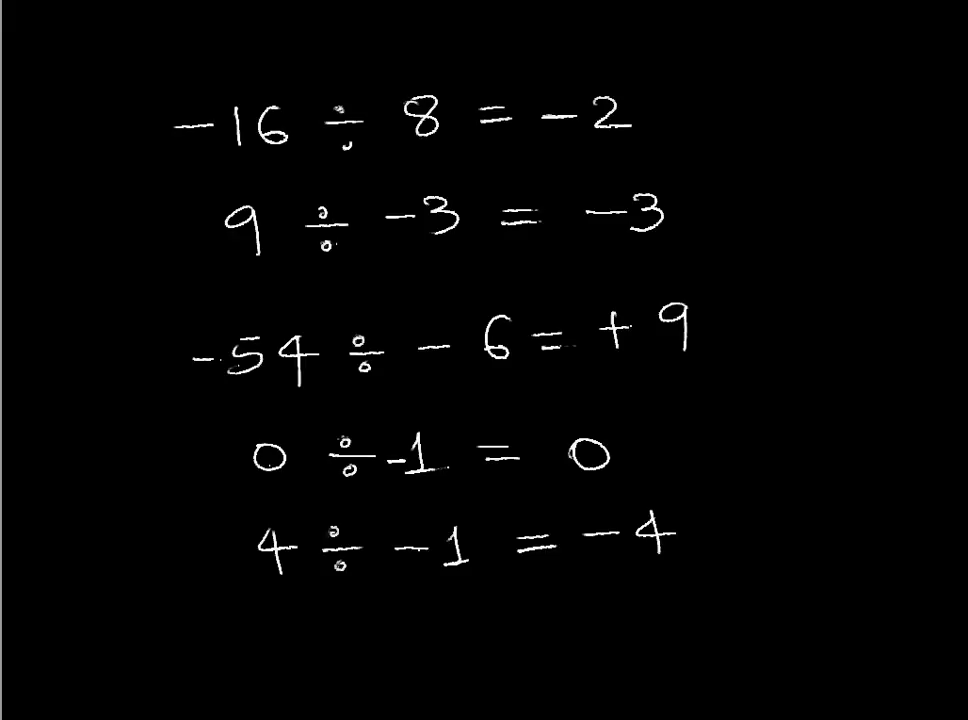 -16 ÷ 8 = -2
9 ÷ -3 = -3
-54 ÷ -6 = +9
0 ÷ -1 = 0
4 ÷ -1 = -4